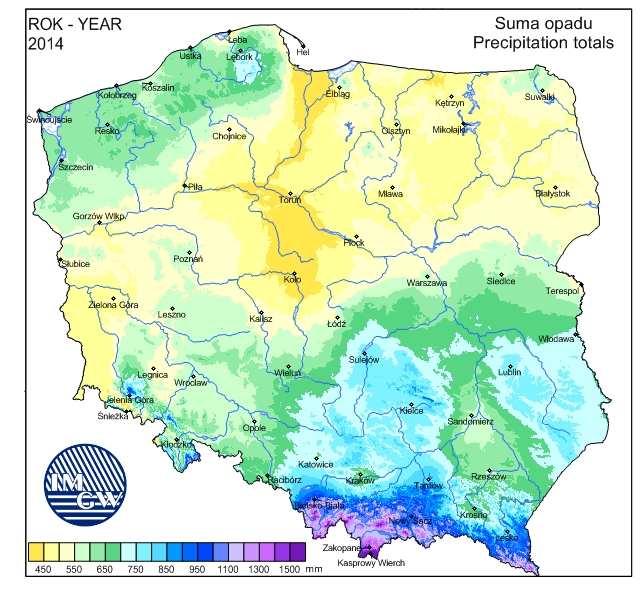 ROK - YEAR
2014
Suma opadu
Precipitation totals
Łeba
Hel
Ustka
Lębork
Koszalin
Kołobrzeg
Elbląg
Kętrzyn
Suwałki
Świnoujście
Resko
Chojnice
Olsztyn
Mikołajki
Szczecin
Piła
Toruń
Mława
Białystok
Gorzów Wlkp.
Płock
Słubice
Poznań
Koło
Warszawa
Siedlce
Terespol
Zielona Góra
Leszno
Kalisz
Łódź
Włodawa
Legnica
Wrocław
Wieluń
Sulejów
Lublin
Jelenia Góra
Śnieżka
Kielce
Sandomierz
Opole
Kłodzko
Katowice
Racibórz
Kraków
Tarnów
Rzeszów
Bielsko-Biała
Nowy Sącz
Krosno
Lesko
Zakopane
Kasprowy Wierch
IM
GW
450 550 650 750 850 950 1100 1300 1500 mm